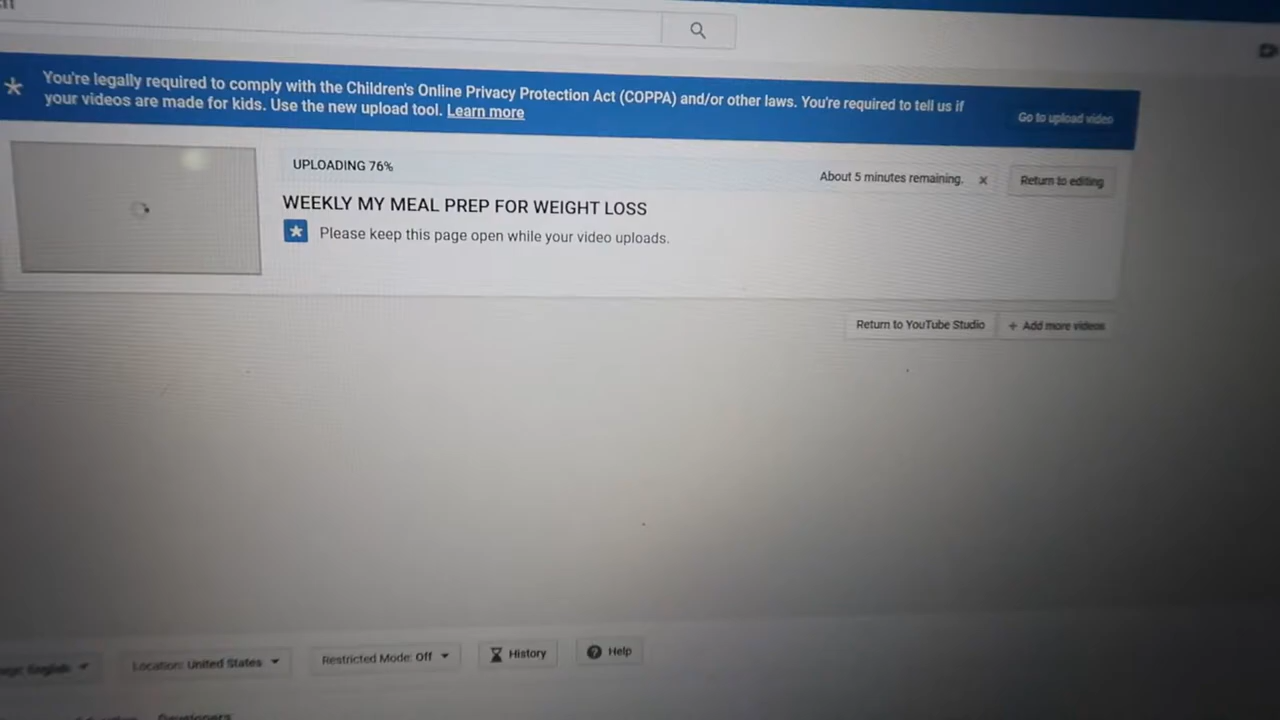 You're legally required to comply with the Children's Online Privacy Protection Act (COPPA) and/or other laws. You're required to tell us if
your videos are made for kids. Use the new upload tool. Learn more
Go to upload video
UPLOADING 76%
About 5 minutes remaining.
Return to editing
WEEKLY MY MEAL PREP FOR WEIGHT LOSS
Please keep this page open while your video uploads.
Return to YouTube Studio
+ Add more videos
English
Location: United States
Restricted Mode: Off
History
Help
Developers